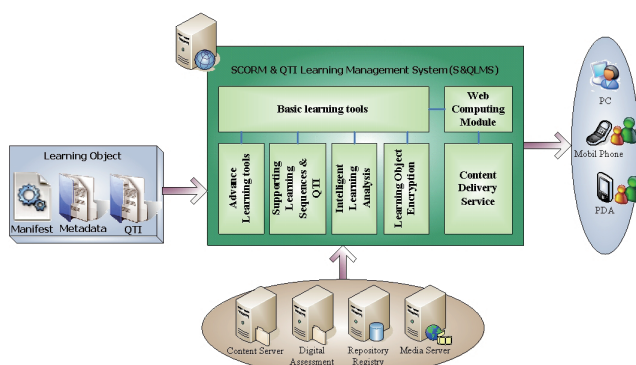 SCORM & QTI Learning Management System (S&QLMS)
Basic learning tools
Web
Computing
Module
Advance
Learning tools
Supporting
Learning
Sequences &
QTI
Intelligent
Learning
Analysis
Learning Object
Encryption
Content
Delivery
Service
Learning Object
Manifest
Metadata
QTI
PC
Mobil Phone
PDA
Content Server
Digital
Assessment
Repository
Registry
Media Server